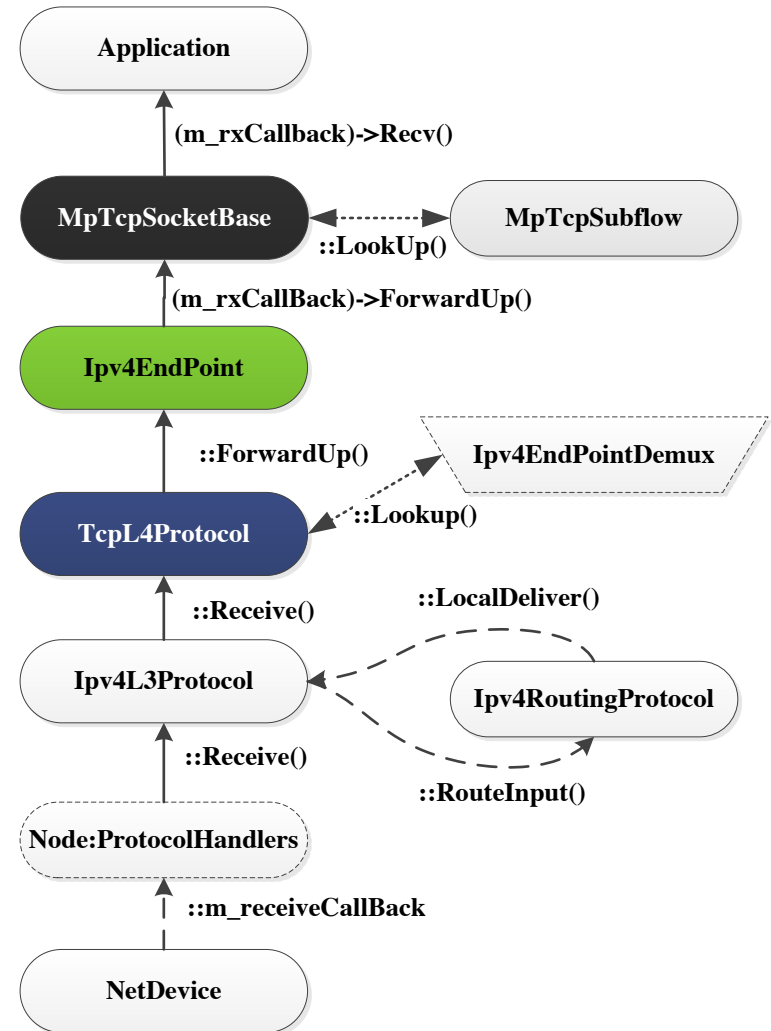 Application
(m_rxCallback)->Recv()
MpTcpSocketBase
MpTcpSubflow
::LookUp()
(m_rxCallBack)->ForwardUp()
Ipv4EndPoint
::ForwardUp()
Ipv4EndPointDemux
TcpL4Protocol
::Lookup()
::Receive()
::LocalDeliver()
Ipv4L3Protocol
Ipv4RoutingProtocol
::Receive()
::RouteInput()
Node:ProtocolHandlers
::m_receiveCallBack
NetDevice